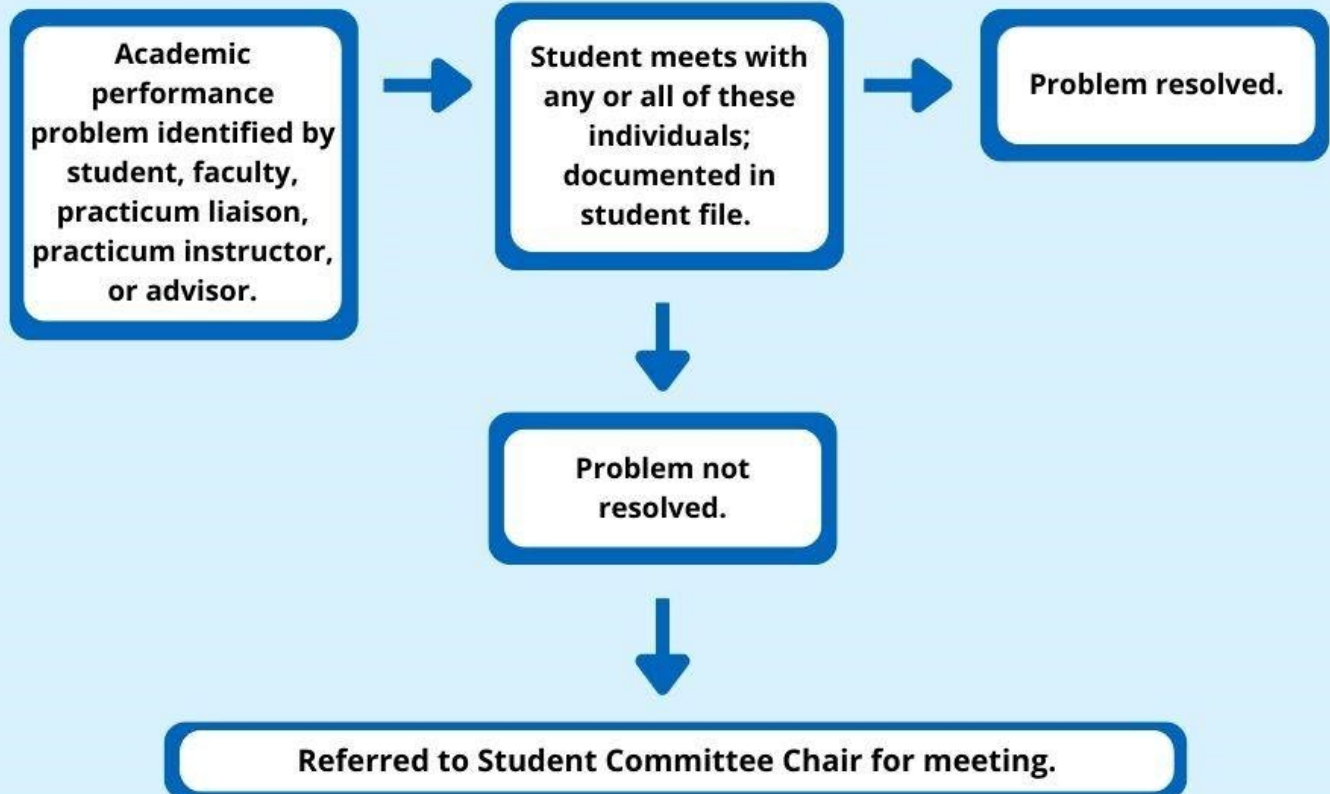 Academic
performance
problem identified by
student, faculty,
practicum liaison,
practicum instructor,
or advisor.
Student meets with
any or all of these
individuals;
documented in
student file.
Problem resolved.
Problem not
resolved.
Referred to Student Committee Chair for meeting.